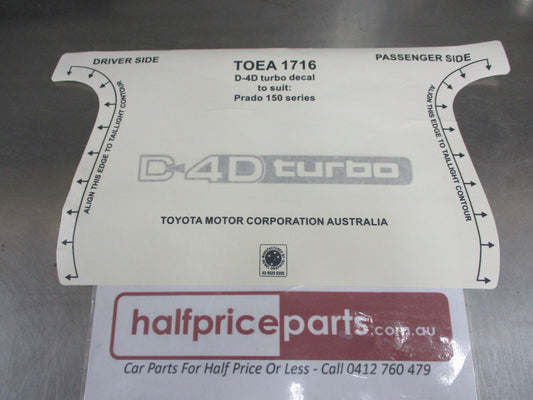 DRIVER SIDE
TOEA 1716
PASSENGER SIDE
D-4D turbo decal
to suit:
Prado 150 series
ALIGN THIS EDGE TO TAILLIGHT CONTOUR
ALIGN THIS EDGE TO TAILLIGHT CONTOUR
D-4D turbo
TOYOTA MOTOR CORPORATION AUSTRALIA
halfpriceparts.com.au
Car Parts For Half Price Or Less - Call 0412 760 479